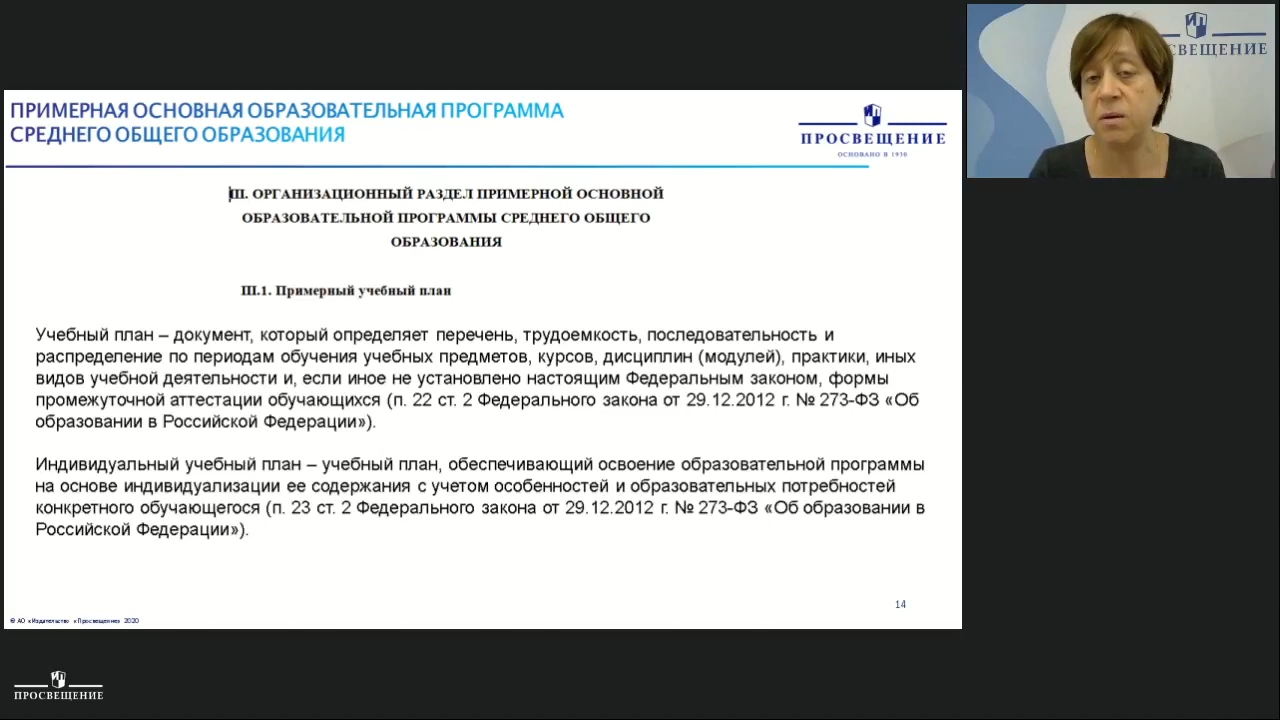 СВЕЩЕНИЕ
ПРИМЕРНАЯ ОСНОВНАЯ ОБРАЗОВАТЕЛЬНАЯ ПРОГРАММА
СРЕДНЕГО ОБЩЕГО ОБРАЗОВАНИЯ
ПРОСВЕЩЕНИЕ
ОСНОВАНО В 1930
III. ОРГАНИЗАЦИОННЫЙ РАЗДЕЛ ПРИМЕРНОЙ ОСНОВНОЙ
ОБРАЗОВАТЕЛЬНОЙ ПРОГРАММЫ СРЕДНЕГО ОБЩЕГО
ОБРАЗОВАНИЯ
III.1. Примерный учебный план
Учебный план – документ, который определяет перечень, трудоемкость, последовательность и
распределение по периодам обучения учебных предметов, курсов, дисциплин (модулей), практики, иных
видов учебной деятельности и, если иное не установлено настоящим Федеральным законом, формы
промежуточной аттестации обучающихся (п. 22 ст. 2 Федерального закона от 29.12.2012 г. № 273-ФЗ «Об
образовании в Российской Федерации»).
Индивидуальный учебный план – учебный план, обеспечивающий освоение образовательной программы
на основе индивидуализации ее содержания с учетом особенностей и образовательных потребностей
конкретного обучающегося (п. 23 ст. 2 Федерального закона от 29.12.2012 г. № 273-ФЗ «Об образовании в
Российской Федерации»).
14
© АО «Издательство «Просвещение» 2020
ПРОСВЕЩЕНИЕ